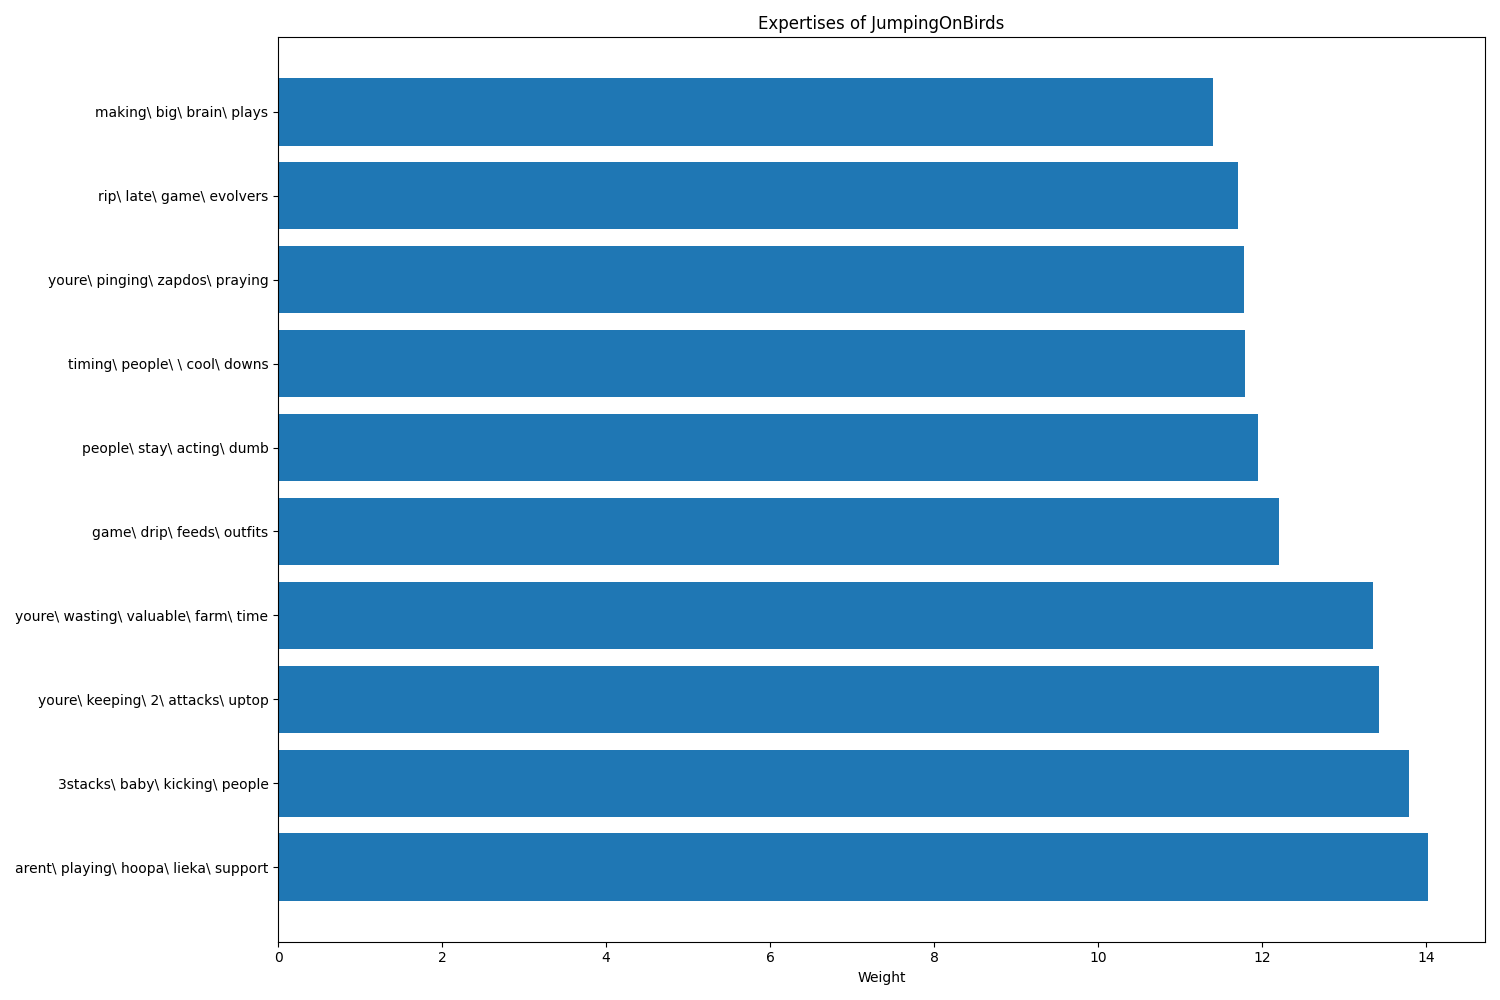 Expertises of JumpingOnBirds
making\ big\ brain\ plays
rip\ late\ game\ evolvers
youre\ pinging\ zapdos\ praying
timing\ people\ \ cool\ downs
people\ stay\ acting\ dumb
game\ drip\ feeds\ outfits
youre\ wasting\ valuable\ farm\ time
youre\ keeping\ 2\ attacks\ uptop
3stacks\ baby\ kicking\ people
arent\ playing\ hoopa\ lieka\ support
0 2 4 6 8 10 12 14
Weight